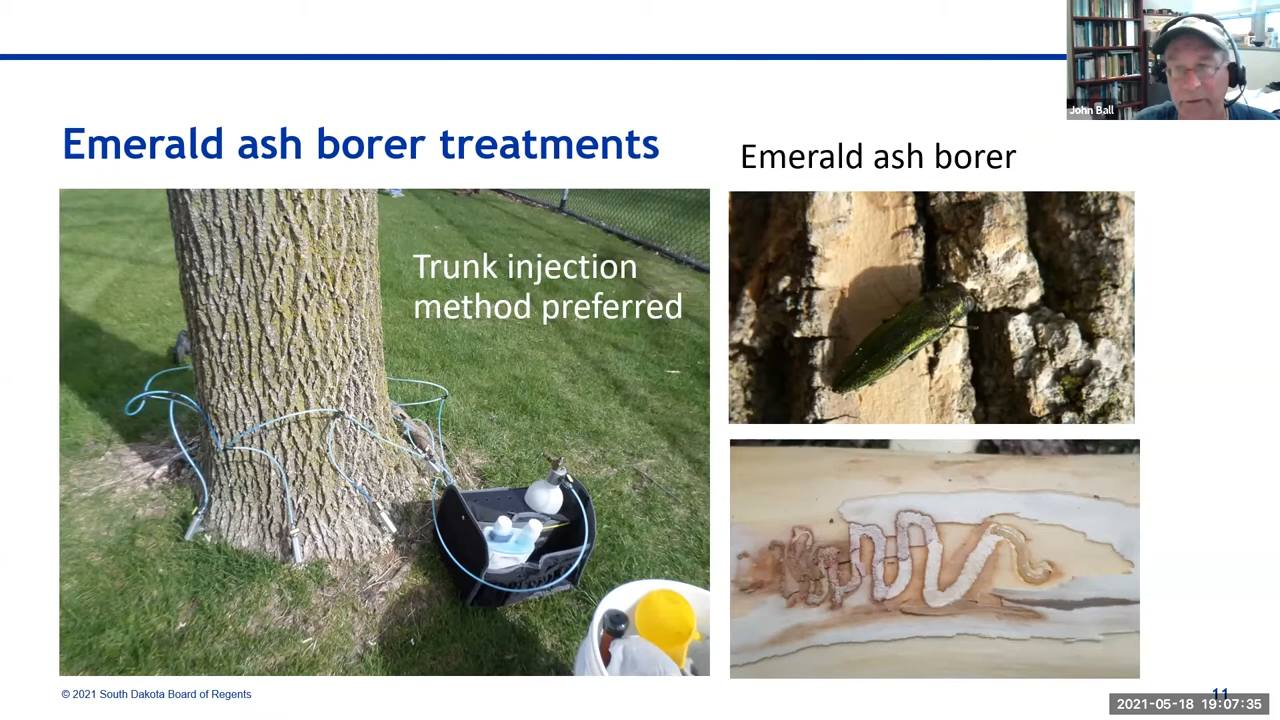 John Ball
Emerald ash borer treatments
Emerald ash borer
Trunk injection
method preferred
© 2021 South Dakota Board of Regents
11
2021-05-18 19:07:35